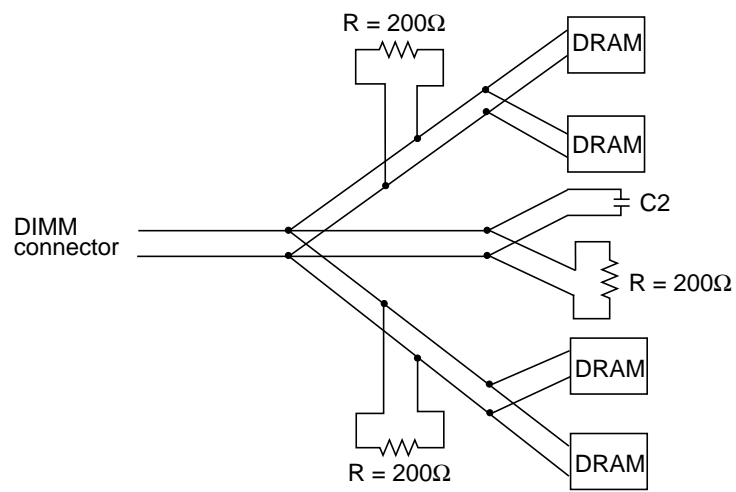 R = 200Ω
DRAM
DRAM
C2
DIMM
connector
R = 200Ω
DRAM
DRAM
R = 200Ω